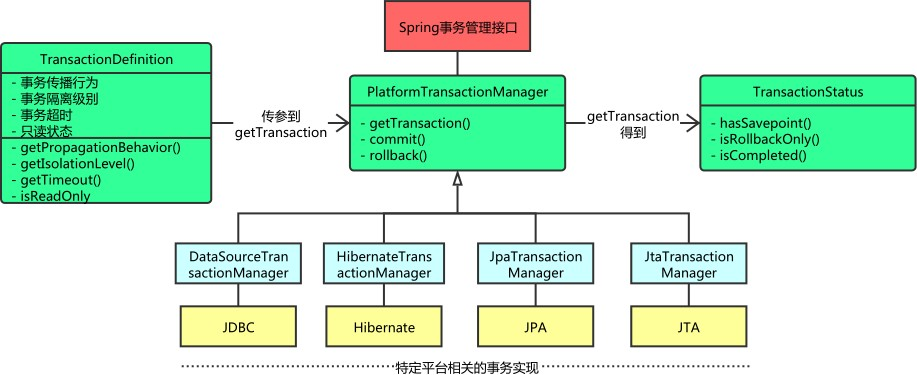 Spring事务管理接口
TransactionDefinition
- 事务传播行为
- 事务隔离级别
- 事务超时
- 只读状态
- getPropagationBehavior()
- getIsolationLevel()
- getTimeout()
- isReadOnly
传参到
getTransaction
PlatformTransactionManager
- getTransaction()
- commit()
- rollback()
getTransaction
得到
TransactionStatus
- hasSavepoint()
- isRollbackOnly()
- isCompleted()
DataSourceTran
sactionManager
HibernateTrans
actionManager
JpaTransaction
Manager
JtaTransaction
Manager
JDBC
Hibernate
JPA
JTA
特定平台相关的事务实现